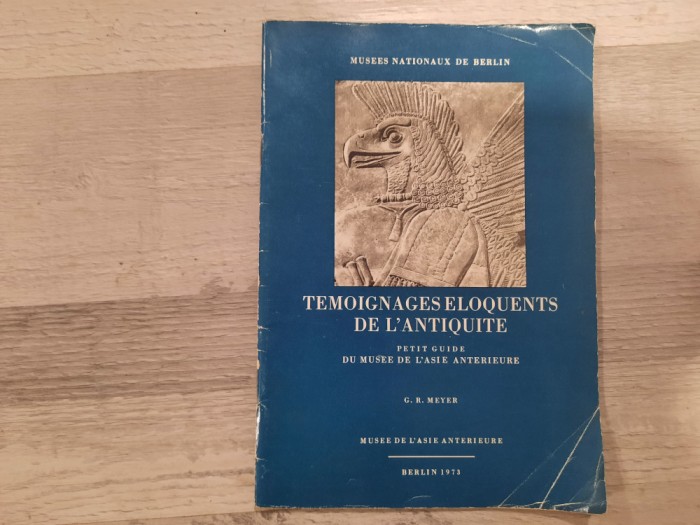 MUSEES NATIONAUX DE BERLIN
TEMOIGNAGES ELOQUENTS
DE L'ANTIQUITE
PETIT GUIDE
DU MUSEE DE L'ASIE ANTERIEURE
G. R. MEYER
MUSEE DE L'ASIE ANTERIEURE
BERLIN 1973